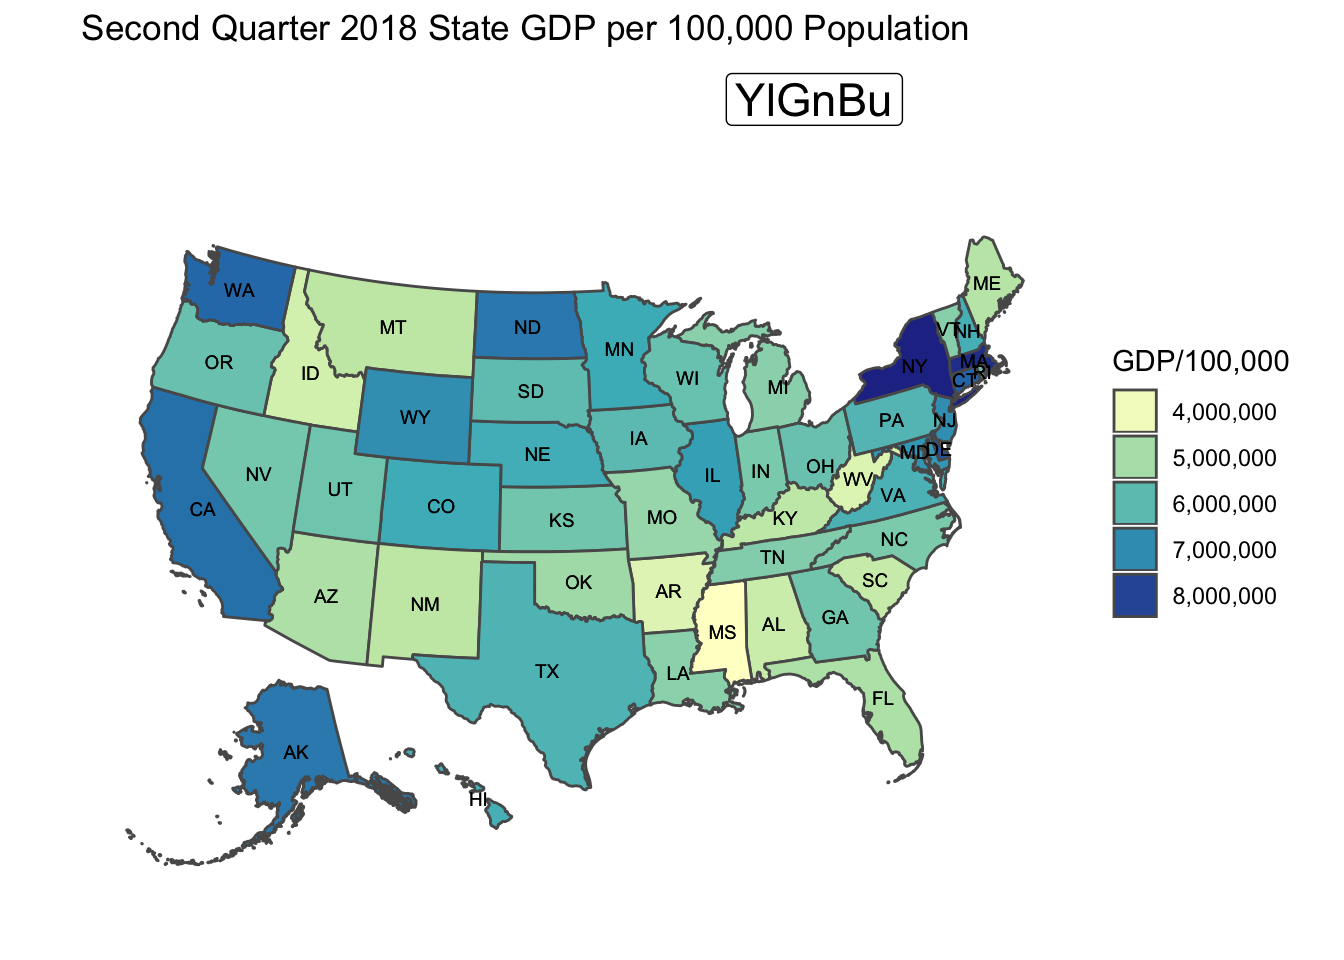 Second Quarter 2018 State GDP per 100,000 Population
YlGnBu
ME
WA
MT
ND
VT
NH
MN
MA
OR
NY
RI
ID
WI
CT
MI
SD
WY
PA
NJ
IA
MD
DE
NE
OH
NV
IL
IN
WV
UT
VA
CO
CA
MO
KY
KS
NC
TN
OK
SC
AR
AZ
NM
GA
AL
MS
TX
LA
FL
AK
HI
GDP/100,000
4,000,000
5,000,000
6,000,000
7,000,000
8,000,000